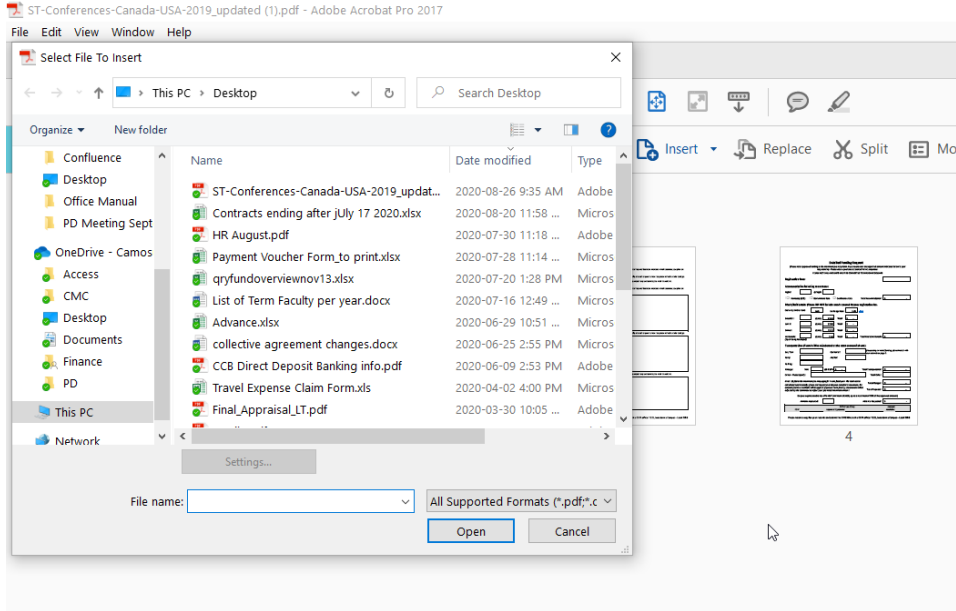 ST-Conferences-Canada-USA-2019_updated (1).pdf - Adobe Acrobat Pro 2017
File Edit View Window Help
Select File To Insert
This PC > Desktop
Search Desktop
Organize New folder
Insert Replace Split Mo
Confluence
Desktop
Office Manual
PD Meeting Sept
OneDrive - Camos
Access
CMC
Desktop
Documents
Finance
PD
This PC
Network
Name Date modified Type
ST-Conferences-Canada-USA-2019_updat... 2020-08-26 9:35 AM Adobe
Contracts ending after jUly 17 2020.xlsx 2020-08-20 11:58 ... Micros
HR August.pdf 2020-07-30 11:18 ... Adobe
Payment Voucher Form_to print.xlsx 2020-07-28 11:14 ... Micros
qryfundoverviewnov13.xlsx 2020-07-20 1:28 PM Micros
List of Term Faculty per year.docx 2020-07-16 12:49 ... Micros
Advance.xlsx 2020-06-29 10:51 ... Micros
collective agreement changes.docx 2020-06-25 2:55 PM Micros
CCB Direct Deposit Banking info.pdf 2020-06-09 2:53 PM Adobe
Travel Expense Claim Form.xls 2020-04-02 4:00 PM Micros
Final_Appraisal_LT.pdf 2020-03-30 10:05 ... Adobe
4
Settings...
File name: All Supported Formats (*.pdf;*.c
Open Cancel